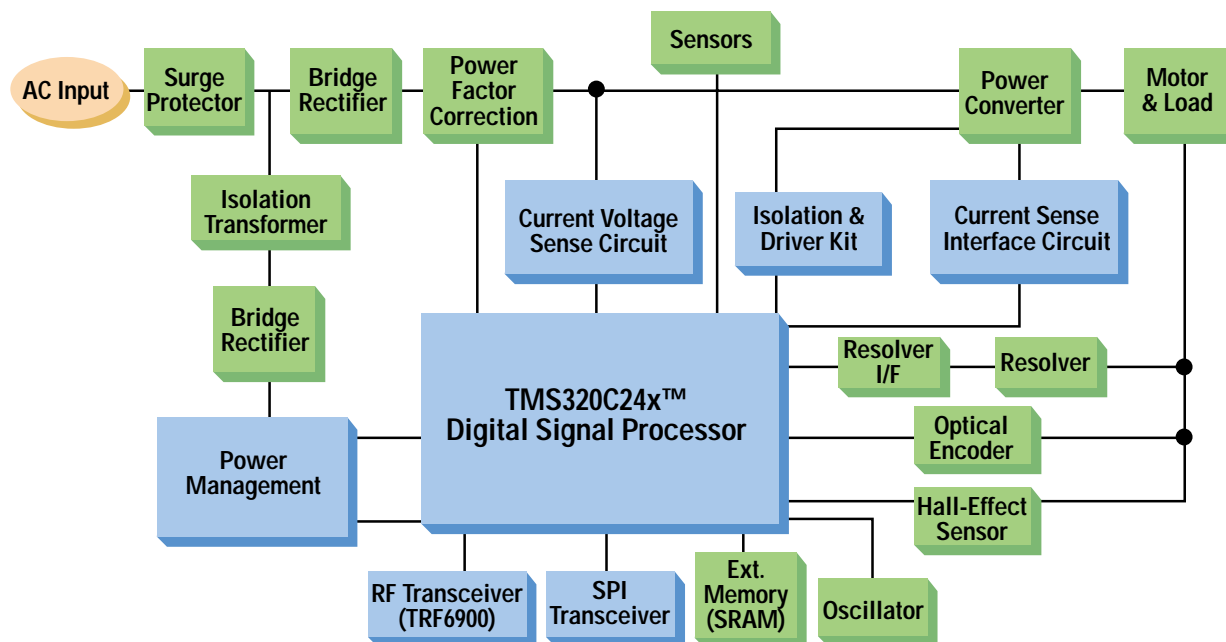 AC Input
Surge
Protector
Bridge
Rectifier
Power
Factor
Correction
Sensors
Power
Converter
Motor
& Load
Isolation
Transformer
Current Voltage
Sense Circuit
Isolation &
Driver Kit
Current Sense
Interface Circuit
Bridge
Rectifier
Resolver
I/F
Resolver
TMS320C24x™
Digital Signal Processor
Optical
Encoder
Power
Management
Hall-Effect
Sensor
RF Transceiver
(TRF6900)
SPI
Transceiver
Ext.
Memory
(SRAM)
Oscillator